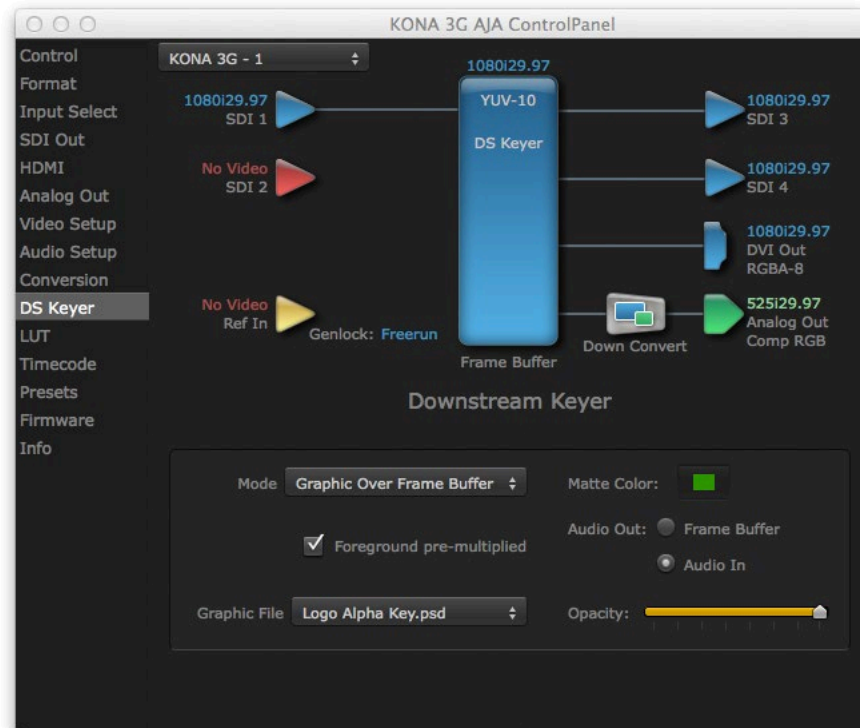 KONA 3G AJA ControlPanel
Control
Format
Input Select
SDI Out
HDMI
Analog Out
Video Setup
Audio Setup
Conversion
DS Keyer
LUT
Timecode
Presets
Firmware
Info
KONA 3G - 1
1080i29.97
SDI 1
No Video
SDI 2
No Video
Ref In
Genlock: Freerun
1080i29.97
YUV-10
DS Keyer
Frame Buffer
1080i29.97
SDI 3
1080i29.97
SDI 4
1080i29.97
DVI Out
RGBA-8
Down Convert
525i29.97
Analog Out
Comp RGB
Downstream Keyer
Mode Graphic Over Frame Buffer
Matte Color:
Foreground pre-multiplied
Audio Out: Frame Buffer
Audio In
Graphic File Logo Alpha Key.psd
Opacity: